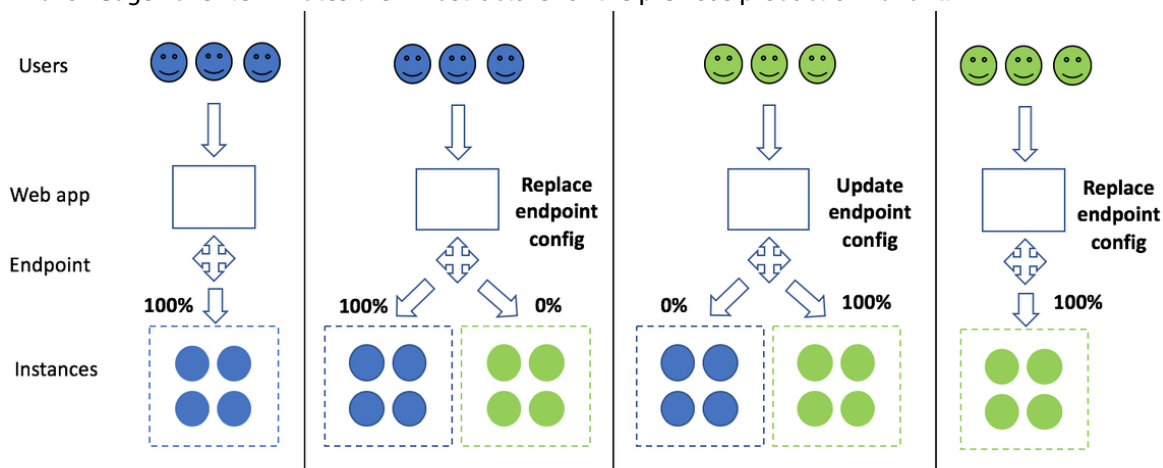 Users
Web app
Replace
endpoint
config
Update
endpoint
config
Replace
endpoint
config
Endpoint
100%
100%
0%
0%
100%
100%
Instances